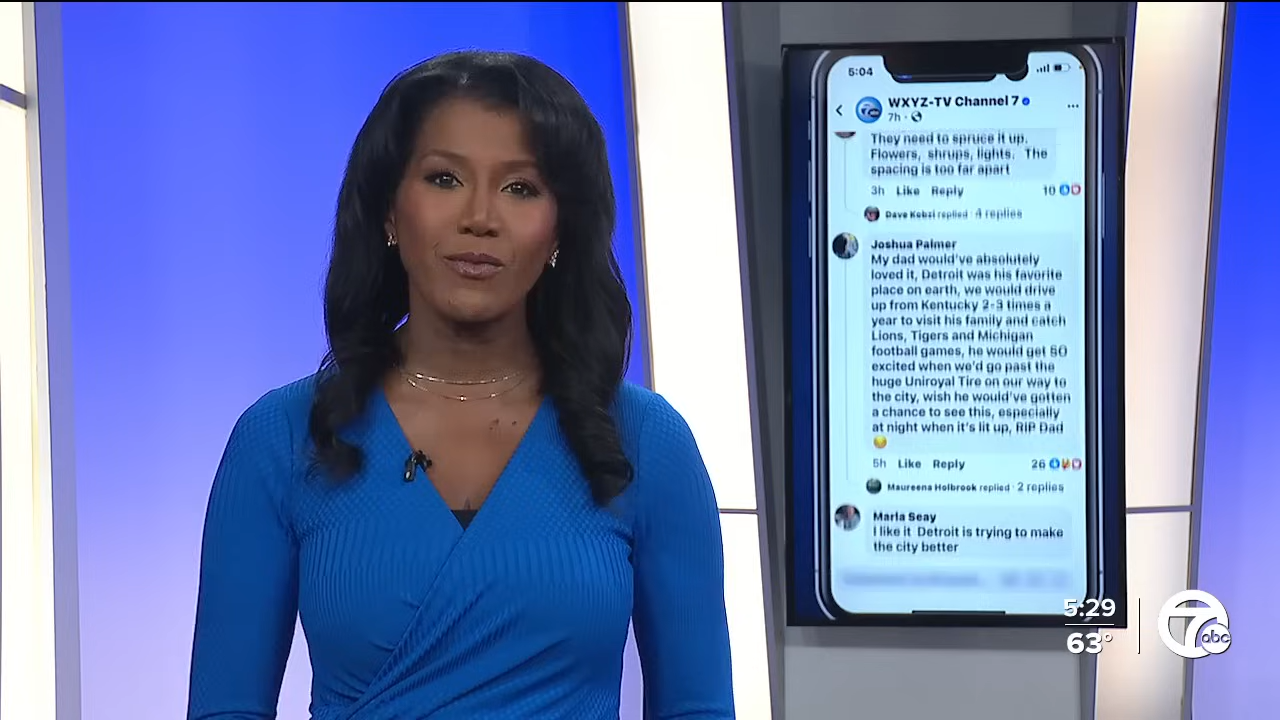 5:04
WXYZ-TV Channel 7
7h
They need to spruce it up.
Flowers, shrups, lights. The
spacing is too far apart
3h Like Reply 10
Dave Kobzi replied · 4 replies
Joshua Palmer
My dad would've absolutely
loved it, Detroit was his favorite
place on earth, we would drive
up from Kentucky 2-3 times a
year to visit his family and catch
Lions, Tigers and Michigan
football games, he would get SO
excited when we'd go past the
huge Uniroyal Tire on our way to
the city, wish he would've gotten
a chance to see this, especially
at night when it's lit up, RIP Dad
5h Like Reply 26
Maureena Holbrook replied · 2 replies
Marla Seay
I like it Detroit is trying to make
the city better
5:29
63°
7 abc